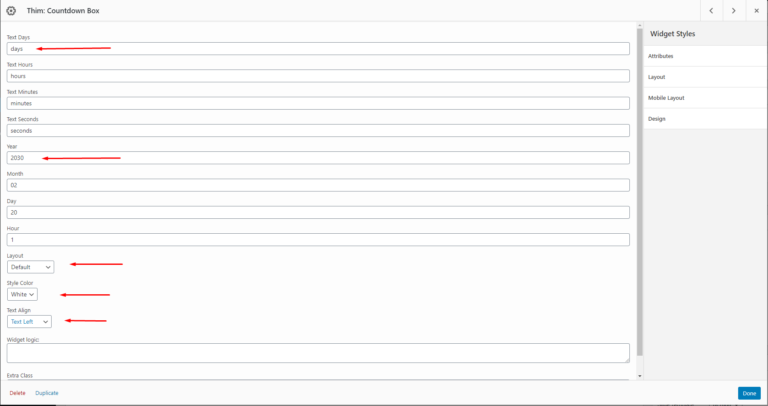 Thim: Countdown Box
Text Days
days
Text Hours
hours
Text Minutes
minutes
Text Seconds
seconds
Year
2030
Month
02
Day
20
Hour
1
Layout
Default
Style Color
White
Text Align
Text Left
Widget logic:
Extra Class
Widget Styles
Attributes
Layout
Mobile Layout
Design
Delete Duplicate
Done